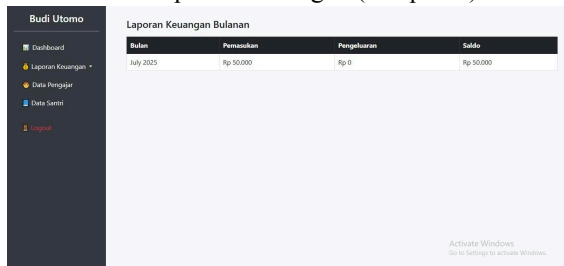 Budi Utomo
Dashboard
Laporan Keuangan
Data Pengajar
Data Santri
Logout
Laporan Keuangan Bulanan
Bulan Pemasukan Pengeluaran Saldo
July 2025 Rp 50.000 Rp 0 Rp 50.000
Activate Windows
Go to Settings to activate Windows.